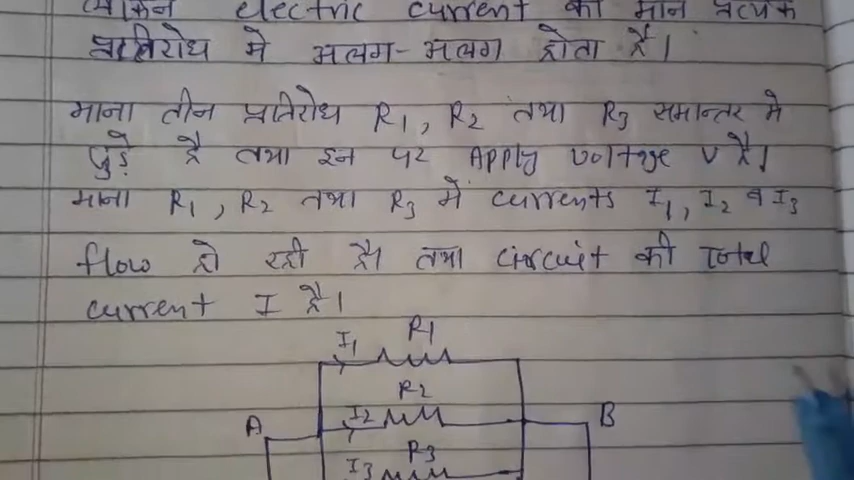 लेकिन electric current का मान प्रत्येक
प्रतिरोध मे अलग-अलग होता है।
माना तीन प्रतिरोध R1, R2 तथा R3 समान्तर मे
जुड़े है तथा इन पर Apply voltage V है।
माना R1, R2 तथा R3 में currents I1, I2 व I3
flow हो रही है। तथा circuit की Total
current I है।
I1 R1
R2
A I2 B
R3
I3